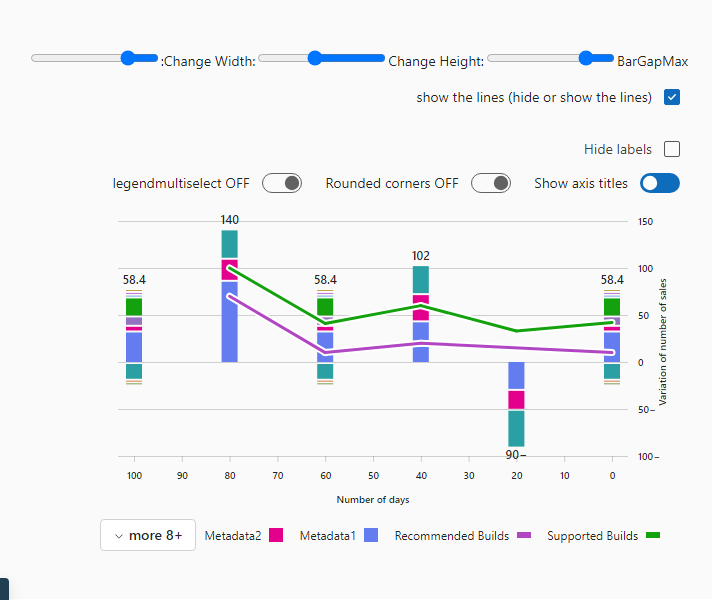 :Change Width: Change Height: BarGapMax
show the lines (hide or show the lines)
Hide labels
legendmultiselect OFF Rounded corners OFF Show axis titles
140
102
58.4 58.4 58.4
90−
150
100
50
0
50−
100−
Variation of number of sales
100 90 80 70 60 50 40 30 20 10 0
Number of days
more 8+ Metadata2 Metadata1 Recommended Builds Supported Builds